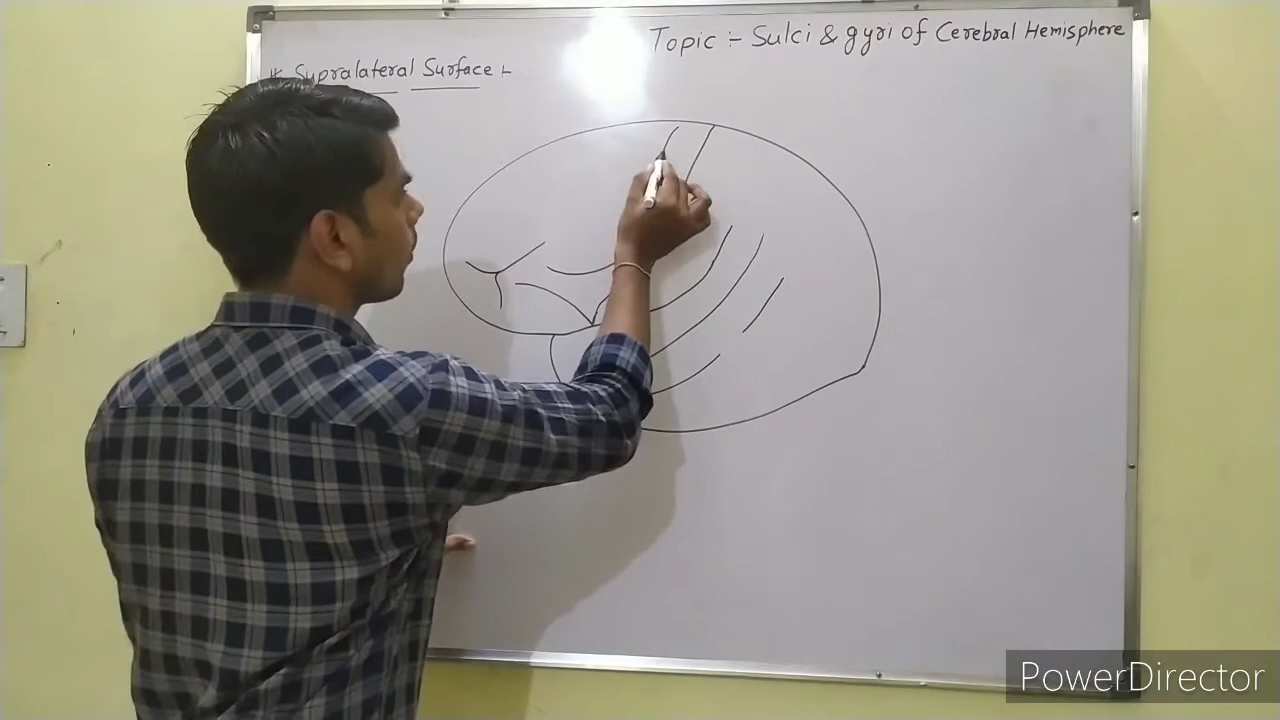 Topic :- Sulci & gyri of Cerebral Hemisphere
* Supralateral Surface :-
PowerDirector